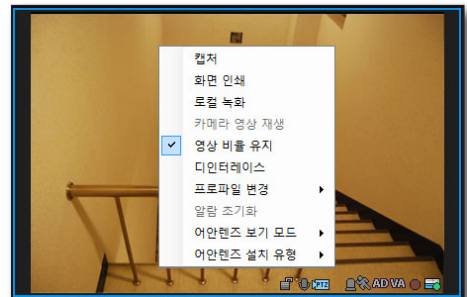 캡처
화면 인쇄
로컬 녹화
카메라 영상 재생
영상 비율 유지
디인터레이스
프로파일 변경
알람 초기화
어안렌즈 보기 모드
어안렌즈 설치 유형
PTZ AD VA